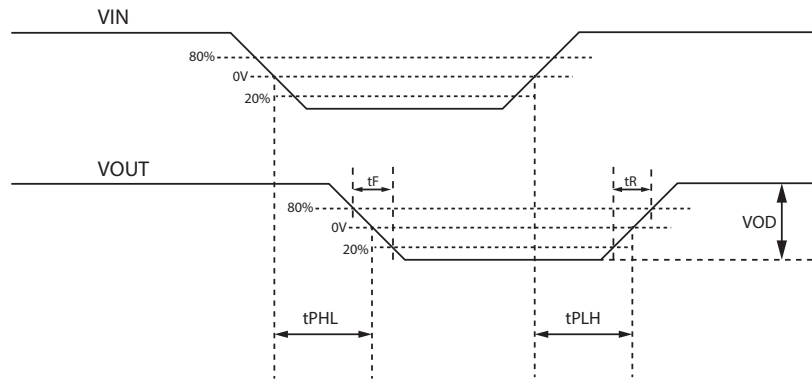 VIN
80%
0V
20%
VOUT
tF
tR
80%
VOD
0V
20%
tPHL
tPLH